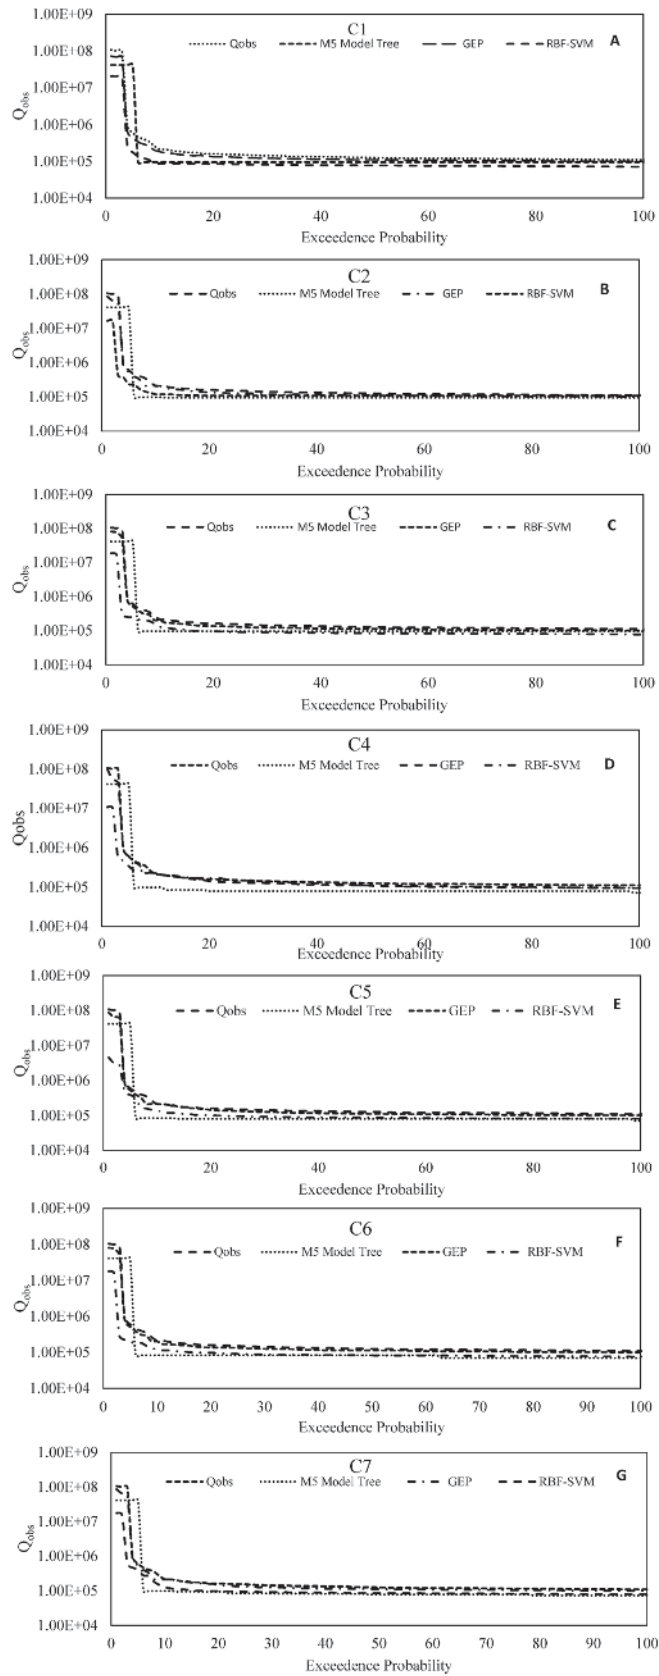 C1
A
Qobs M5 Model Tree GEP RBF-SVM
1.00E+09
1.00E+08
1.00E+07
1.00E+06
1.00E+05
1.00E+04
Qobs
0 20 40 60 80 100
Exceedence Probability
C2
B
Qobs M5 Model Tree GEP RBF-SVM
1.00E+09
1.00E+08
1.00E+07
1.00E+06
1.00E+05
1.00E+04
Qobs
0 20 40 60 80 100
Exceedence Probability
C3
C
Qobs M5 Model Tree GEP RBF-SVM
1.00E+09
1.00E+08
1.00E+07
1.00E+06
1.00E+05
1.00E+04
Qobs
0 20 40 60 80 100
Exceedence Probability
C4
D
Qobs M5 Model Tree GEP RBF-SVM
1.00E+09
1.00E+08
1.00E+07
1.00E+06
1.00E+05
1.00E+04
Qobs
0 20 40 60 80 100
Exceedence Probability
C5
E
Qobs M5 Model Tree GEP RBF-SVM
1.00E+09
1.00E+08
1.00E+07
1.00E+06
1.00E+05
1.00E+04
Qobs
0 20 40 60 80 100
Exceedence Probability
C6
F
Qobs M5 Model Tree GEP RBF-SVM
1.00E+09
1.00E+08
1.00E+07
1.00E+06
1.00E+05
1.00E+04
Qobs
0 10 20 30 40 50 60 70 80 90 100
Exceedence Probability
C7
G
Qobs M5 Model Tree GEP RBF-SVM
1.00E+09
1.00E+08
1.00E+07
1.00E+06
1.00E+05
1.00E+04
Qobs
0 10 20 30 40 50 60 70 80 90 100
Exceedence Probability